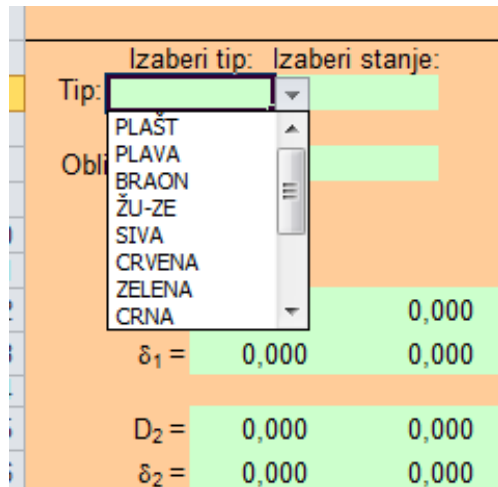 Izaberi tip: Izaberi stanje:
Tip:
PLAŠT
PLAVA
Obli
BRAON
ŽU-ZE
SIVA
CRVENA
ZELENA
CRNA
0,000
δ₁ = 0,000 0,000
D₂ = 0,000 0,000
δ₂ = 0,000 0,000